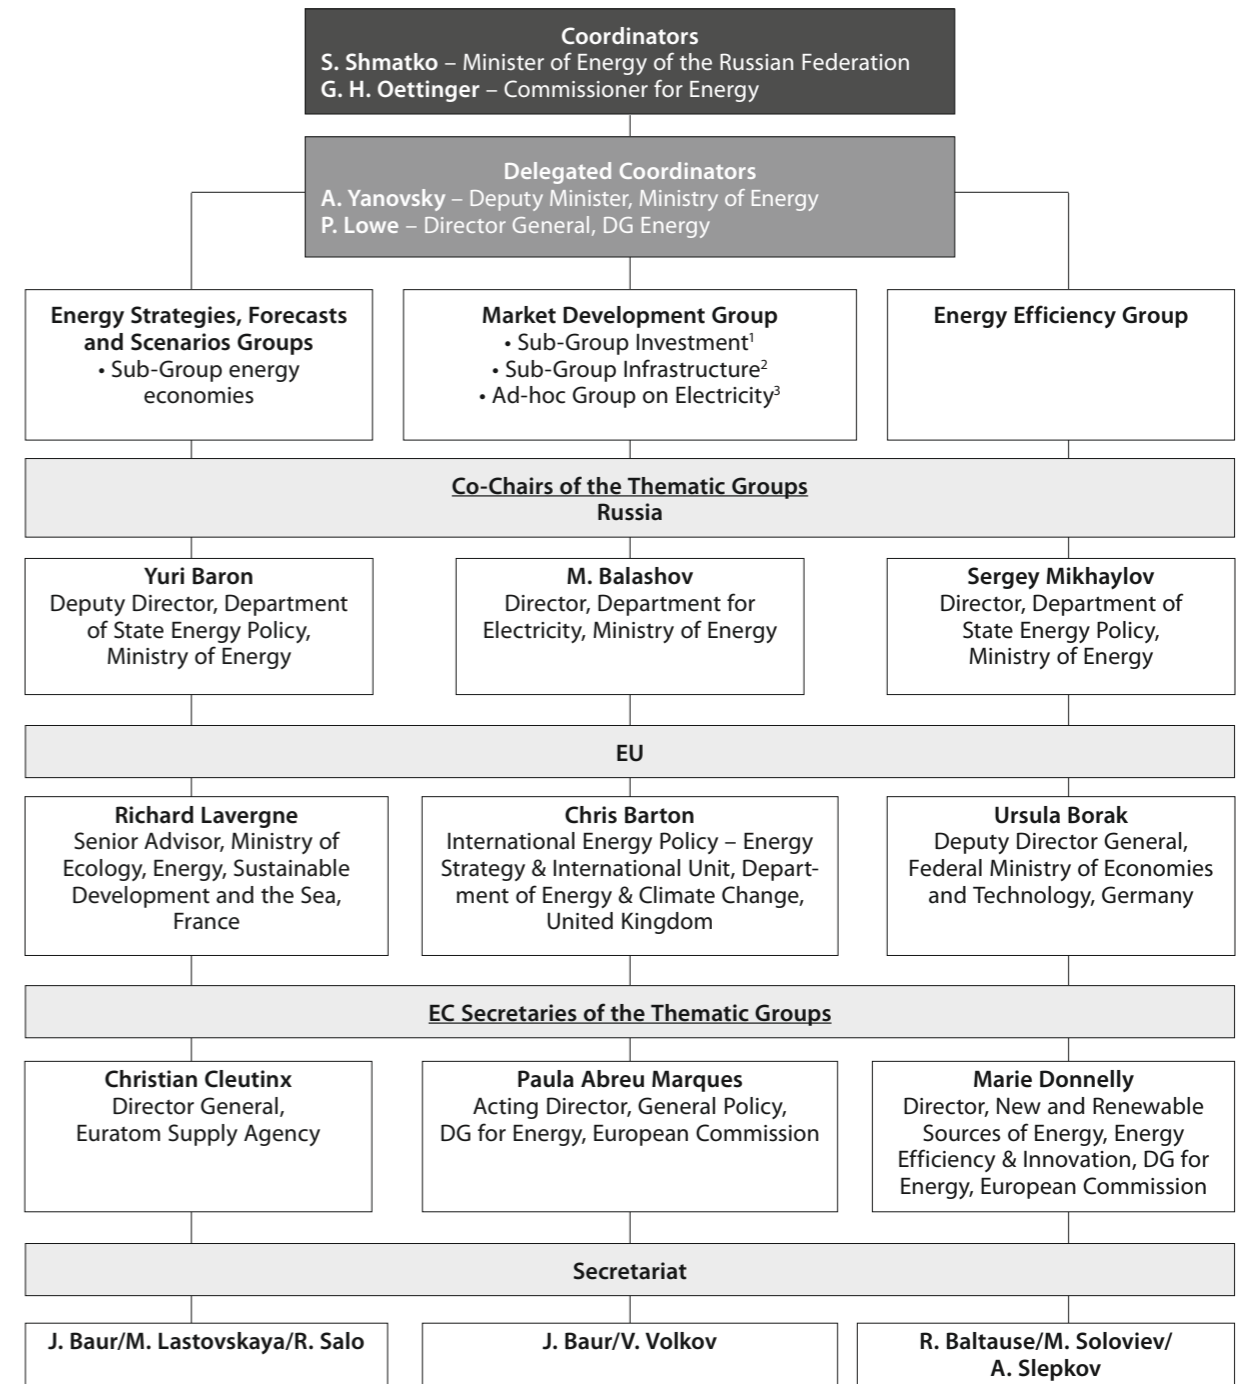 Coordinators
S. Shmatko – Minister of Energy of the Russian Federation
G. H. Oettinger – Commissioner for Energy
Delegated Coordinators
A. Yanovsky – Deputy Minister, Ministry of Energy
P. Lowe – Director General, DG Energy
Energy Strategies, Forecasts
and Scenarios Groups
• Sub-Group energy
economies
Market Development Group
• Sub-Group Investment¹
• Sub-Group Infrastructure²
• Ad-hoc Group on Electricity³
Energy Efficiency Group
Co-Chairs of the Thematic Groups
Russia
Yuri Baron
Deputy Director, Department
of State Energy Policy,
Ministry of Energy
M. Balashov
Director, Department for
Electricity, Ministry of Energy
Sergey Mikhaylov
Director, Department of
State Energy Policy,
Ministry of Energy
EU
Richard Lavergne
Senior Advisor, Ministry of
Ecology, Energy, Sustainable
Development and the Sea,
France
Chris Barton
International Energy Policy – Energy
Strategy & International Unit, Depart-
ment of Energy & Climate Change,
United Kingdom
Ursula Borak
Deputy Director General,
Federal Ministry of Economies
and Technology, Germany
EC Secretaries of the Thematic Groups
Christian Cleutinx
Director General,
Euratom Supply Agency
Paula Abreu Marques
Acting Director, General Policy,
DG for Energy, European Commission
Marie Donnelly
Director, New and Renewable
Sources of Energy, Energy
Efficiency & Innovation, DG for
Energy, European Commission
Secretariat
J. Baur/M. Lastovskaya/R. Salo
J. Baur/V. Volkov
R. Baltause/M. Soloviev/
A. Slepkov